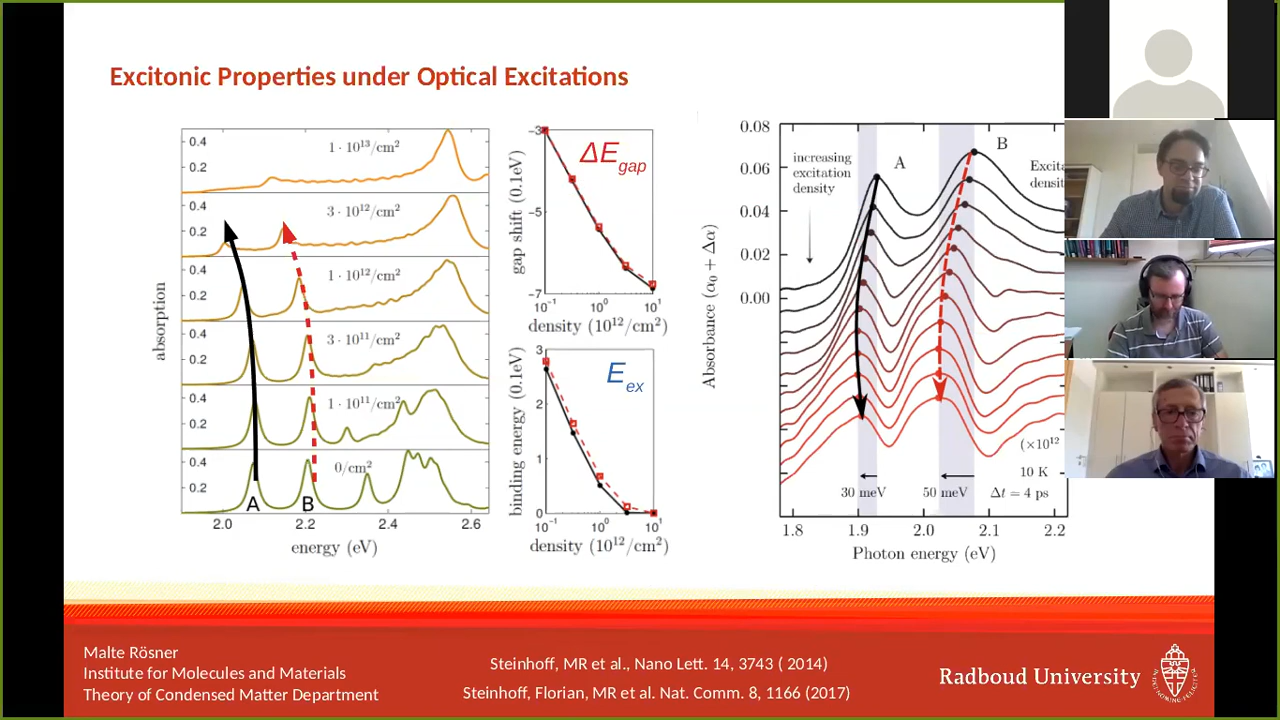 Excitonic Properties under Optical Excitations
0.4
0.2
1 · 10¹³/cm²
0.4
0.2
3 · 10¹²/cm²
0.4
0.2
1 · 10¹²/cm²
0.4
0.2
3 · 10¹¹/cm²
0.4
0.2
1 · 10¹¹/cm²
0.4
0.2
0/cm²
A
B
2.0
2.2
2.4
2.6
energy (eV)
absorption
ΔE_gap
-3
-5
-7
gap shift (0.1eV)
10⁻¹
10⁰
10¹
density (10¹²/cm²)
E_ex
3
2
1
0
binding energy (0.1eV)
10⁻¹
10⁰
10¹
density (10¹²/cm²)
0.08
0.06
0.04
0.02
0.00
Absorbance (α₀ + Δα)
increasing
excitation
density
A
B
Excita
densit
(×10¹²
10 K
Δt = 4 ps
30 meV
50 meV
1.8
1.9
2.0
2.1
2.2
Photon energy (eV)
Malte Rösner
Institute for Molecules and Materials
Theory of Condensed Matter Department
Steinhoff, MR et al., Nano Lett. 14, 3743 ( 2014)
Steinhoff, Florian, MR et al. Nat. Comm. 8, 1166 (2017)
Radboud University